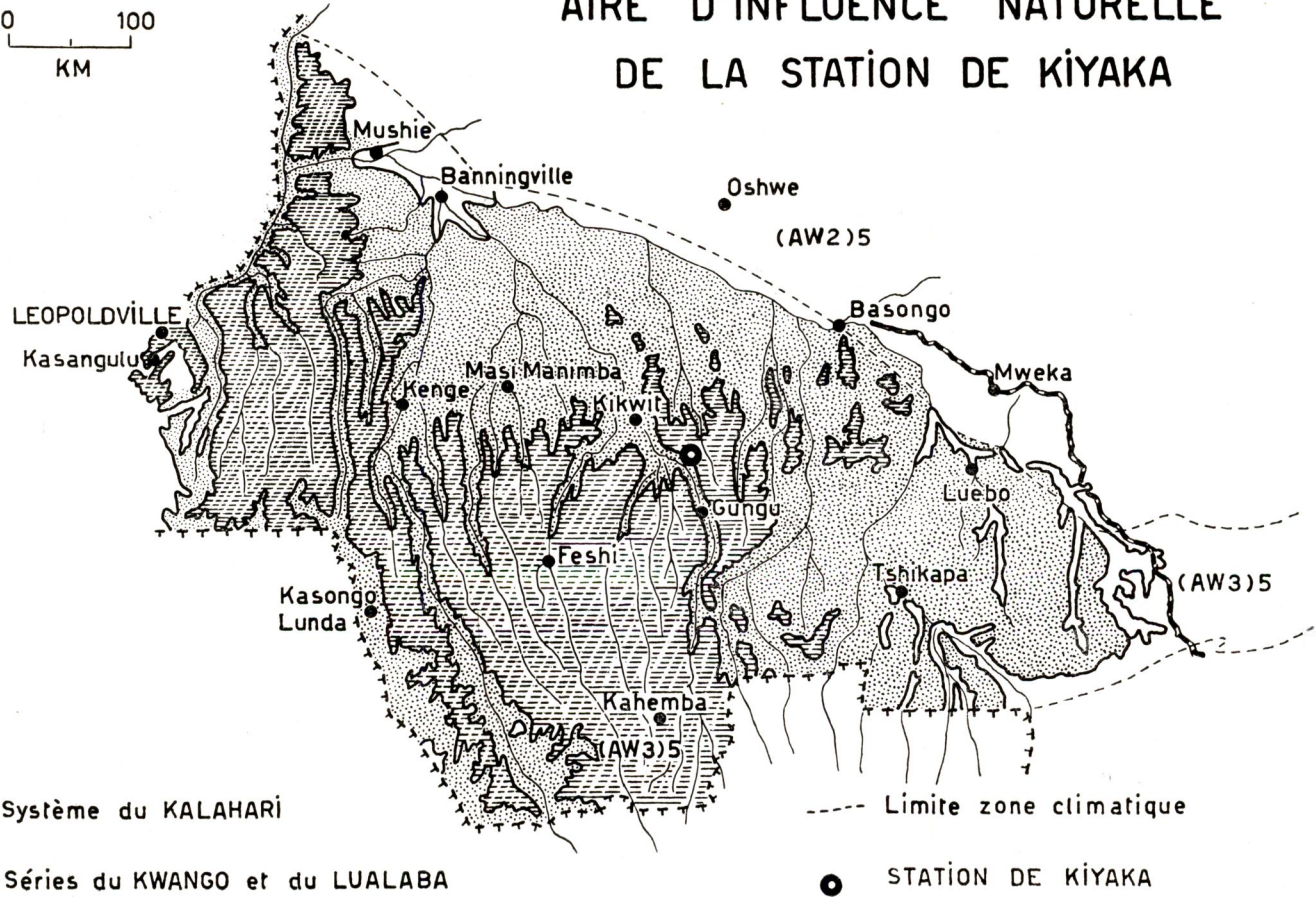 AIRE D'INFLUENCE NATURELLE
DE LA STATION DE KIYAKA
0 100
KM
Mushie
Banningville
Oshwe
(AW2)5
LEOPOLDVILLE
Kasangulu
Basongo
Mweka
Masi Manimba
Kenge
Kikwit
Luebo
Gungu
Feshi
Tshikapa
(AW3)5
Kasongo
Lunda
Kahemba
(AW3)5
Système du KALAHARI
Limite zone climatique
Séries du KWANGO et du LUALABA
STATION DE KIYAKA